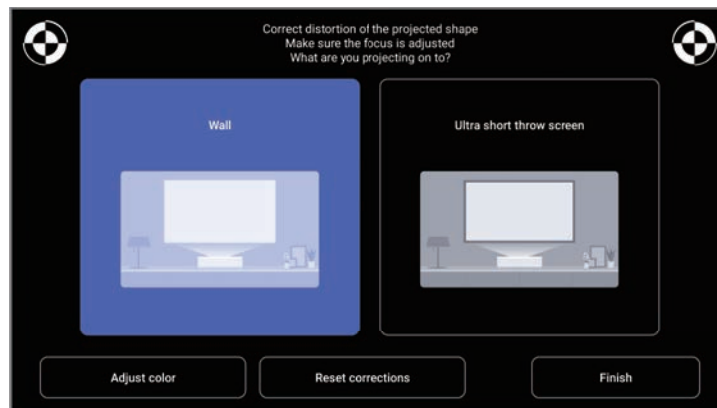 Correct distortion of the projected shape
Make sure the focus is adjusted
What are you projecting on to?
Wall
Ultra short throw screen
Adjust color
Reset corrections
Finish